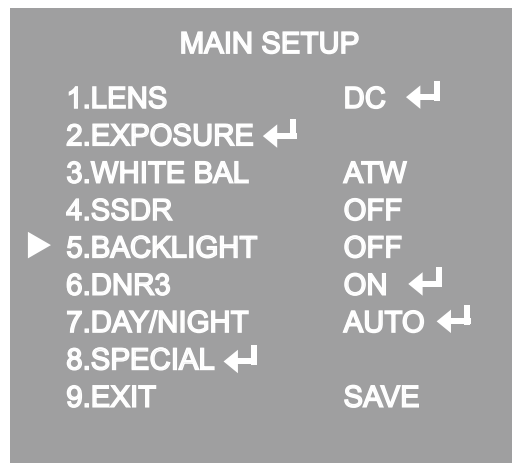 MAIN SETUP
1.LENS DC ↵
2.EXPOSURE ↵
3.WHITE BAL ATW
4.SSDR OFF
5.BACKLIGHT OFF
6.DNR3 ON ↵
7.DAY/NIGHT AUTO ↵
8.SPECIAL ↵
9.EXIT SAVE